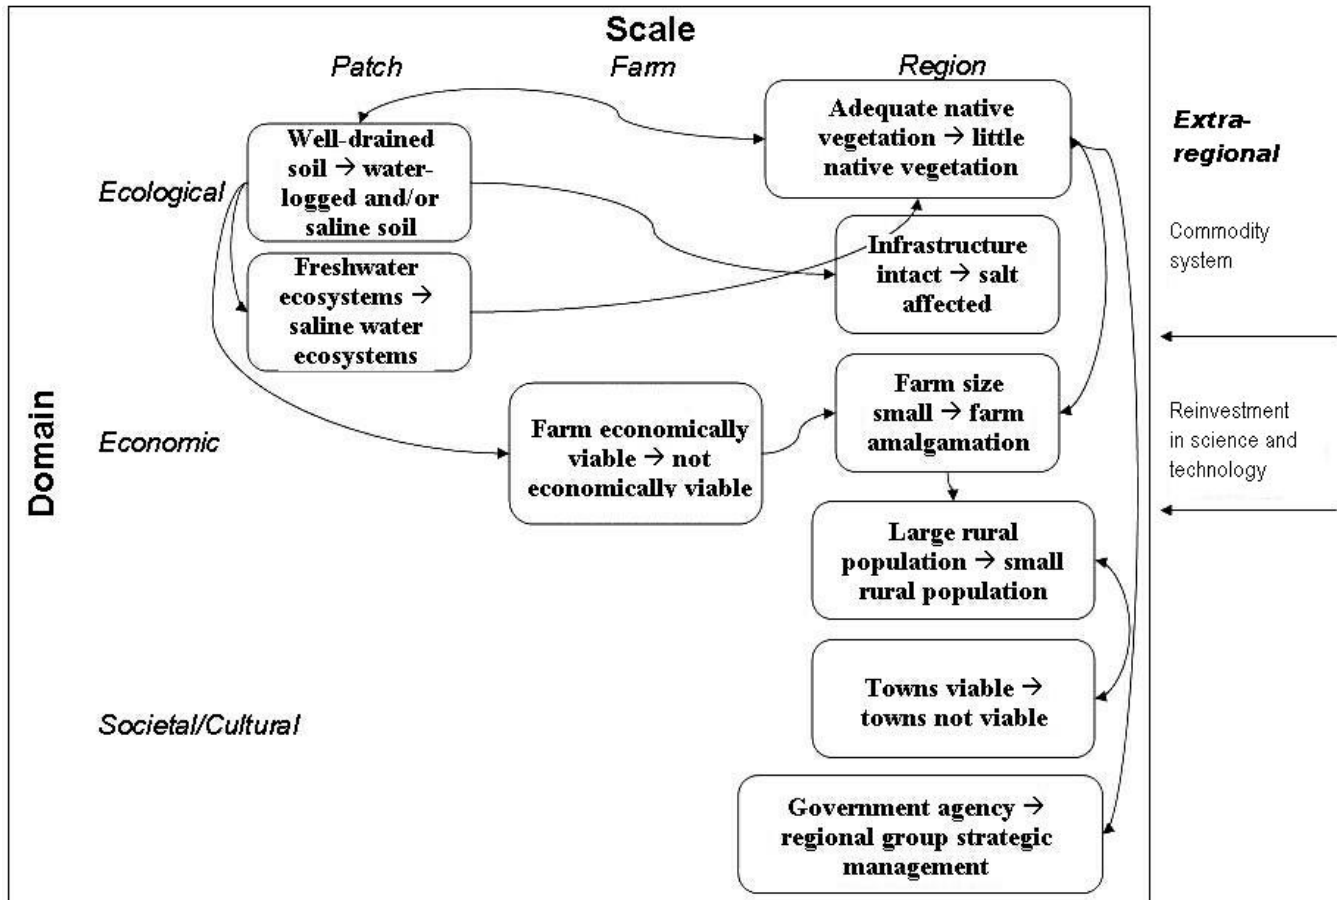 Scale
Patch
Farm
Region
Extra-
regional
Domain
Ecological
Well-drained
soil → water-
logged and/or
saline soil
Adequate native
vegetation → little
native vegetation
Freshwater
ecosystems →
saline water
ecosystems
Infrastructure
intact → salt
affected
Commodity
system
Economic
Farm economically
viable → not
economically viable
Farm size
small → farm
amalgamation
Reinvestment
in science and
technology
Large rural
population → small
rural population
Societal/Cultural
Towns viable →
towns not viable
Government agency →
regional group strategic
management